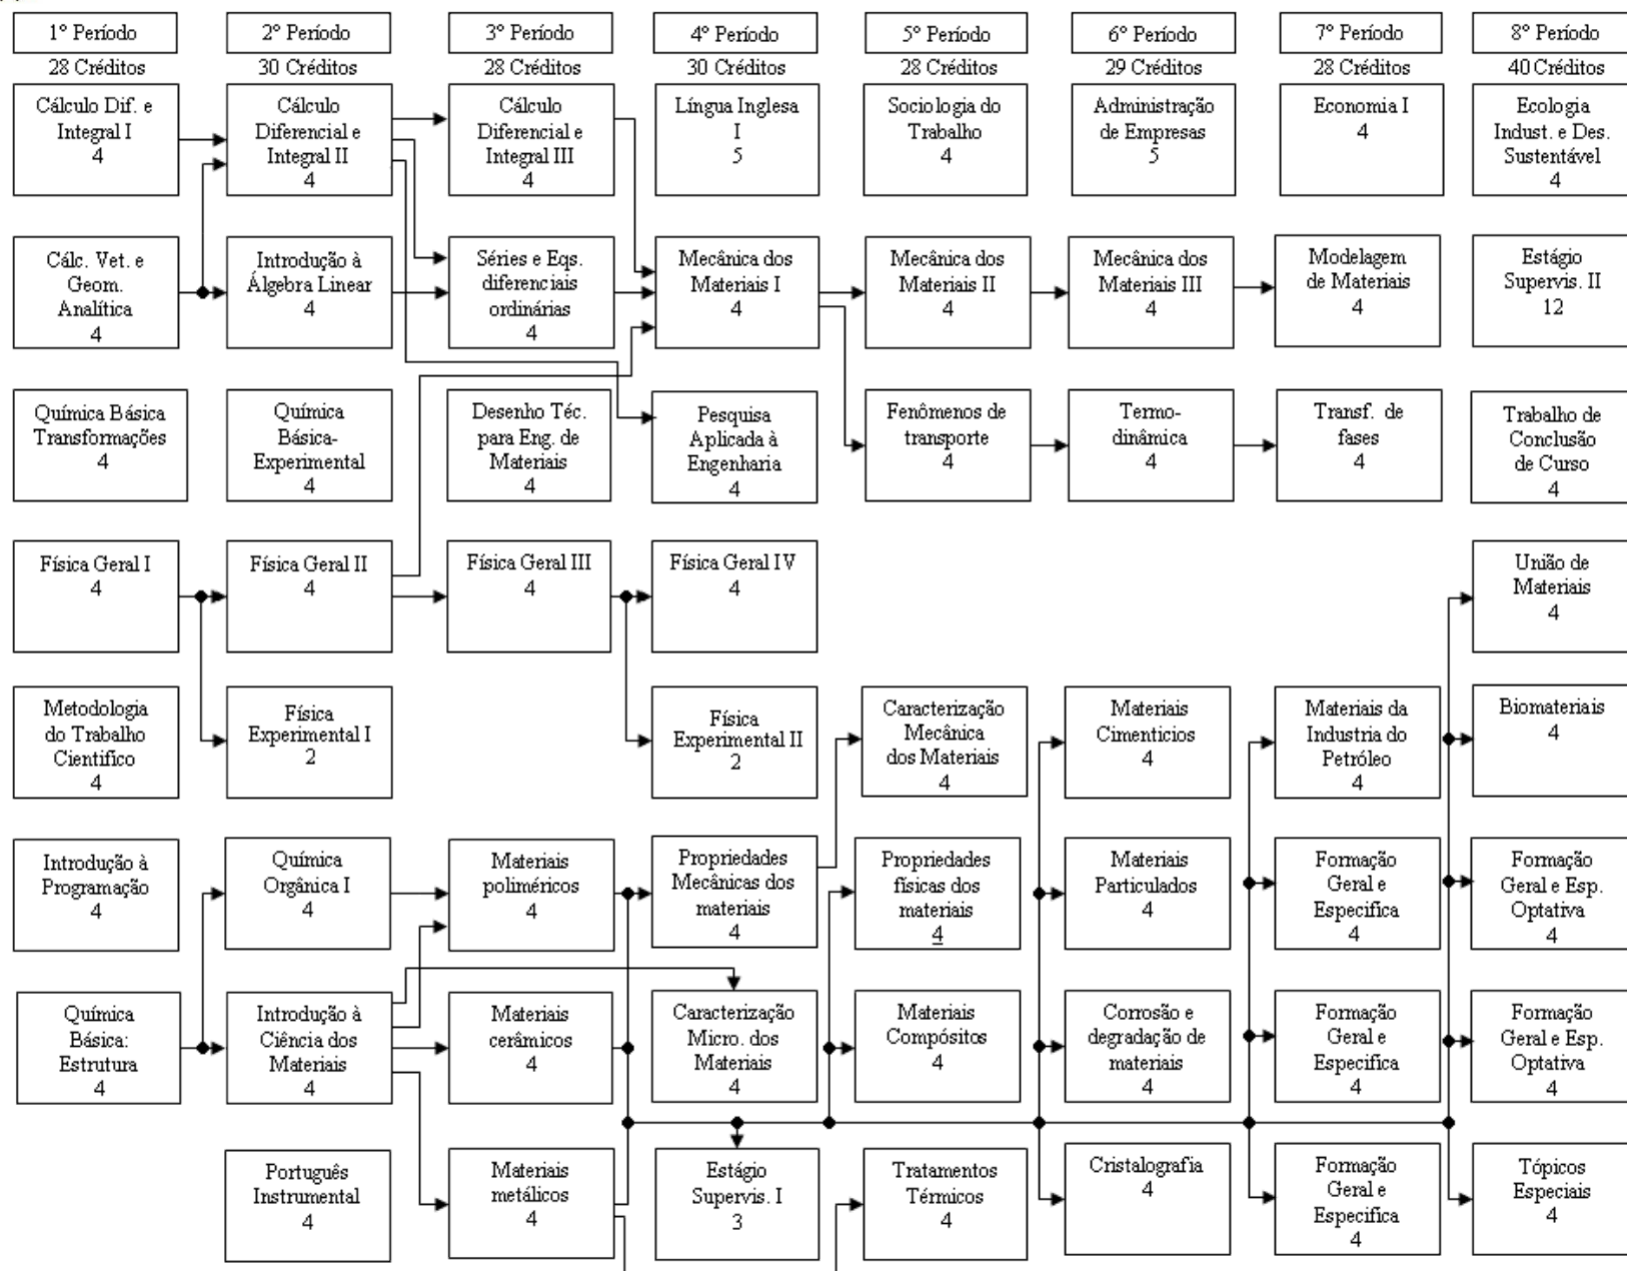 1º Período
2º Período
3º Período
4º Período
5º Período
6º Período
7º Período
8º Período
28 Créditos
30 Créditos
28 Créditos
30 Créditos
28 Créditos
29 Créditos
28 Créditos
40 Créditos
Cálculo Dif. e
Integral I
4
Cálculo
Diferencial e
Integral II
4
Cálculo
Diferencial e
Integral III
4
Língua Inglesa
I
5
Sociologia do
Trabalho
4
Administração
de Empresas
5
Economia I
4
Ecologia
Indust. e Des.
Sustentável
4
Cálc. Vet. e
Geom.
Analítica
4
Introdução à
Álgebra Linear
4
Séries e Eqs.
diferenciais
ordinárias
4
Mecânica dos
Materiais I
4
Mecânica dos
Materiais II
4
Mecânica dos
Materiais III
4
Modelagem
de Materiais
4
Estágio
Supervis. II
12
Química Básica
Transformações
4
Química
Básica-
Experimental
4
Desenho Téc.
para Eng. de
Materiais
4
Pesquisa
Aplicada à
Engenharia
4
Fenômenos de
transporte
4
Termo-
dinâmica
4
Transf. de
fases
4
Trabalho de
Conclusão
de Curso
4
Física Geral I
4
Física Geral II
4
Física Geral III
4
Física Geral IV
4
União de
Materiais
4
Metodologia
do Trabalho
Cientifico
4
Física
Experimental I
2
Física
Experimental II
2
Caracterização
Mecânica
dos Materiais
4
Materiais
Cimenticios
4
Materiais da
Industria do
Petróleo
4
Biomateriais
4
Introdução à
Programação
4
Química
Orgânica I
4
Materiais
poliméricos
4
Propriedades
Mecânicas dos
materiais
4
Propriedades
físicas dos
materiais
4
Materiais
Particulados
4
Formação
Geral e
Especifica
4
Formação
Geral e Esp.
Optativa
4
Química
Básica:
Estrutura
4
Introdução à
Ciência dos
Materiais
4
Materiais
cerâmicos
4
Caracterização
Micro. dos
Materiais
4
Materiais
Compósitos
4
Corrosão e
degradação de
materiais
4
Formação
Geral e
Especifica
4
Formação
Geral e Esp.
Optativa
4
Português
Instrumental
4
Materiais
metálicos
4
Estágio
Supervis. I
3
Tratamentos
Térmicos
4
Cristalografia
4
Formação
Geral e
Especifica
4
Tópicos
Especiais
4